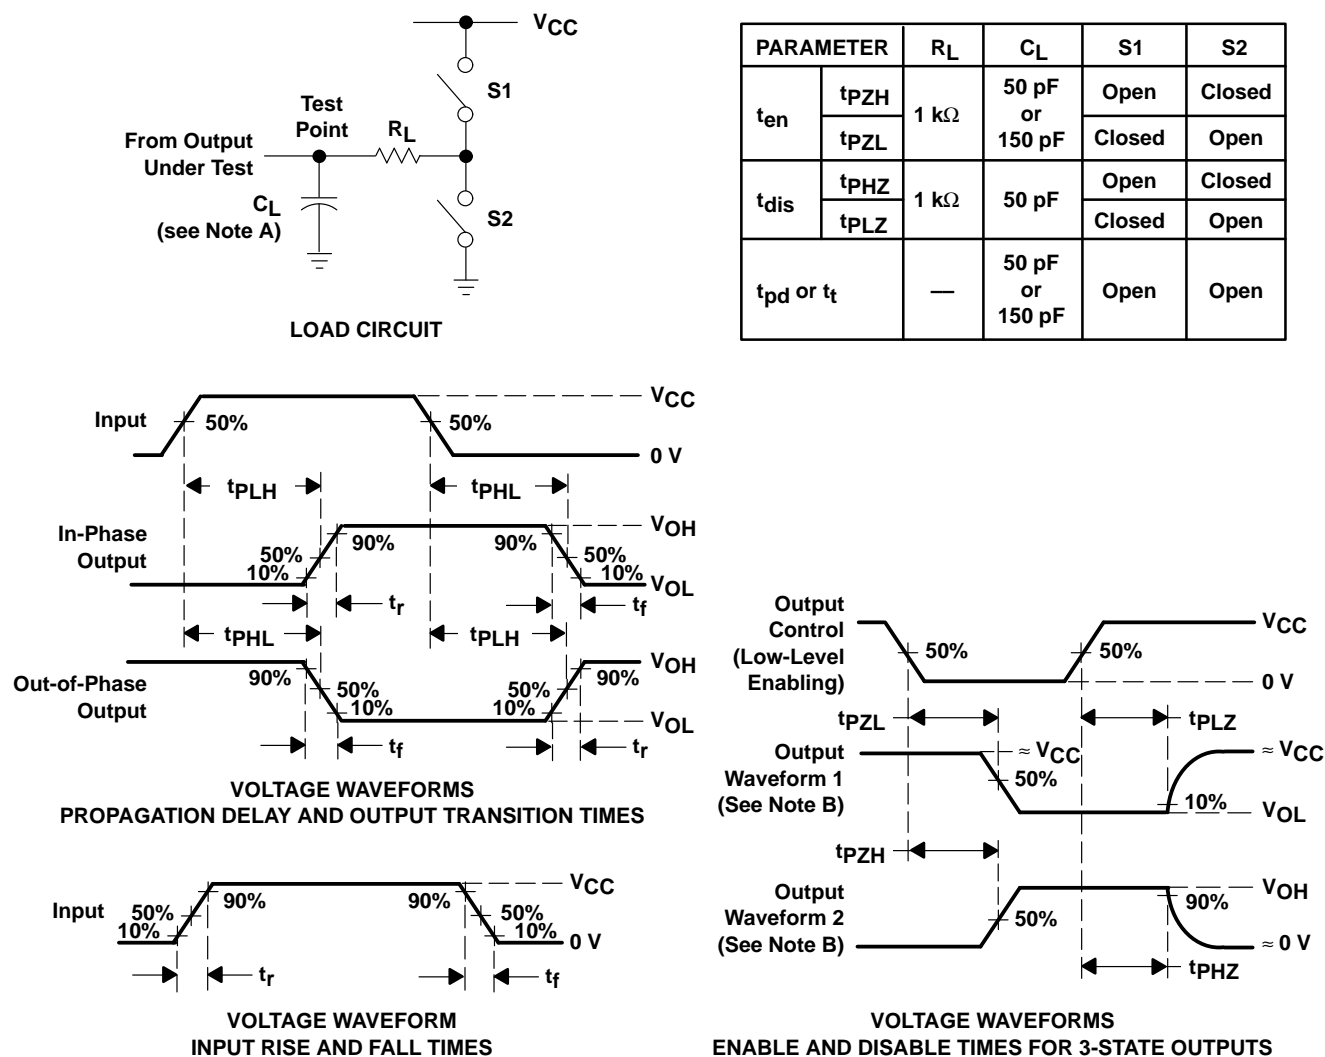 VCC
S1
Test
Point
RL
From Output
Under Test
CL
(see Note A)
S2
LOAD CIRCUIT
PARAMETER RL CL S1 S2
ten tPZH 1 kΩ 50 pF or 150 pF Open Closed
tPZL Closed Open
tdis tPHZ 1 kΩ 50 pF Open Closed
tPLZ Closed Open
tpd or tt — 50 pF or 150 pF Open Open
VCC
Input 50% 50%
0 V
tPLH tPHL
In-Phase
Output
VOH
90% 90%
50% 50%
10% 10%
VOL
tr tf
tPHL tPLH
VOH
90% 90%
Out-of-Phase
Output
50% 50%
10% 10%
VOL
tf tr
VOLTAGE WAVEFORMS
PROPAGATION DELAY AND OUTPUT TRANSITION TIMES
VCC
Input
90% 90%
50% 50%
10% 10%
0 V
tr tf
VOLTAGE WAVEFORM
INPUT RISE AND FALL TIMES
Output
Control
(Low-Level
Enabling)
VCC
50% 50%
0 V
tPZL tPLZ
Output
Waveform 1
(See Note B)
≈ VCC ≈ VCC
50%
10%
VOL
tPZH
Output
Waveform 2
(See Note B)
VOH
90%
50%
≈ 0 V
tPHZ
VOLTAGE WAVEFORMS
ENABLE AND DISABLE TIMES FOR 3-STATE OUTPUTS